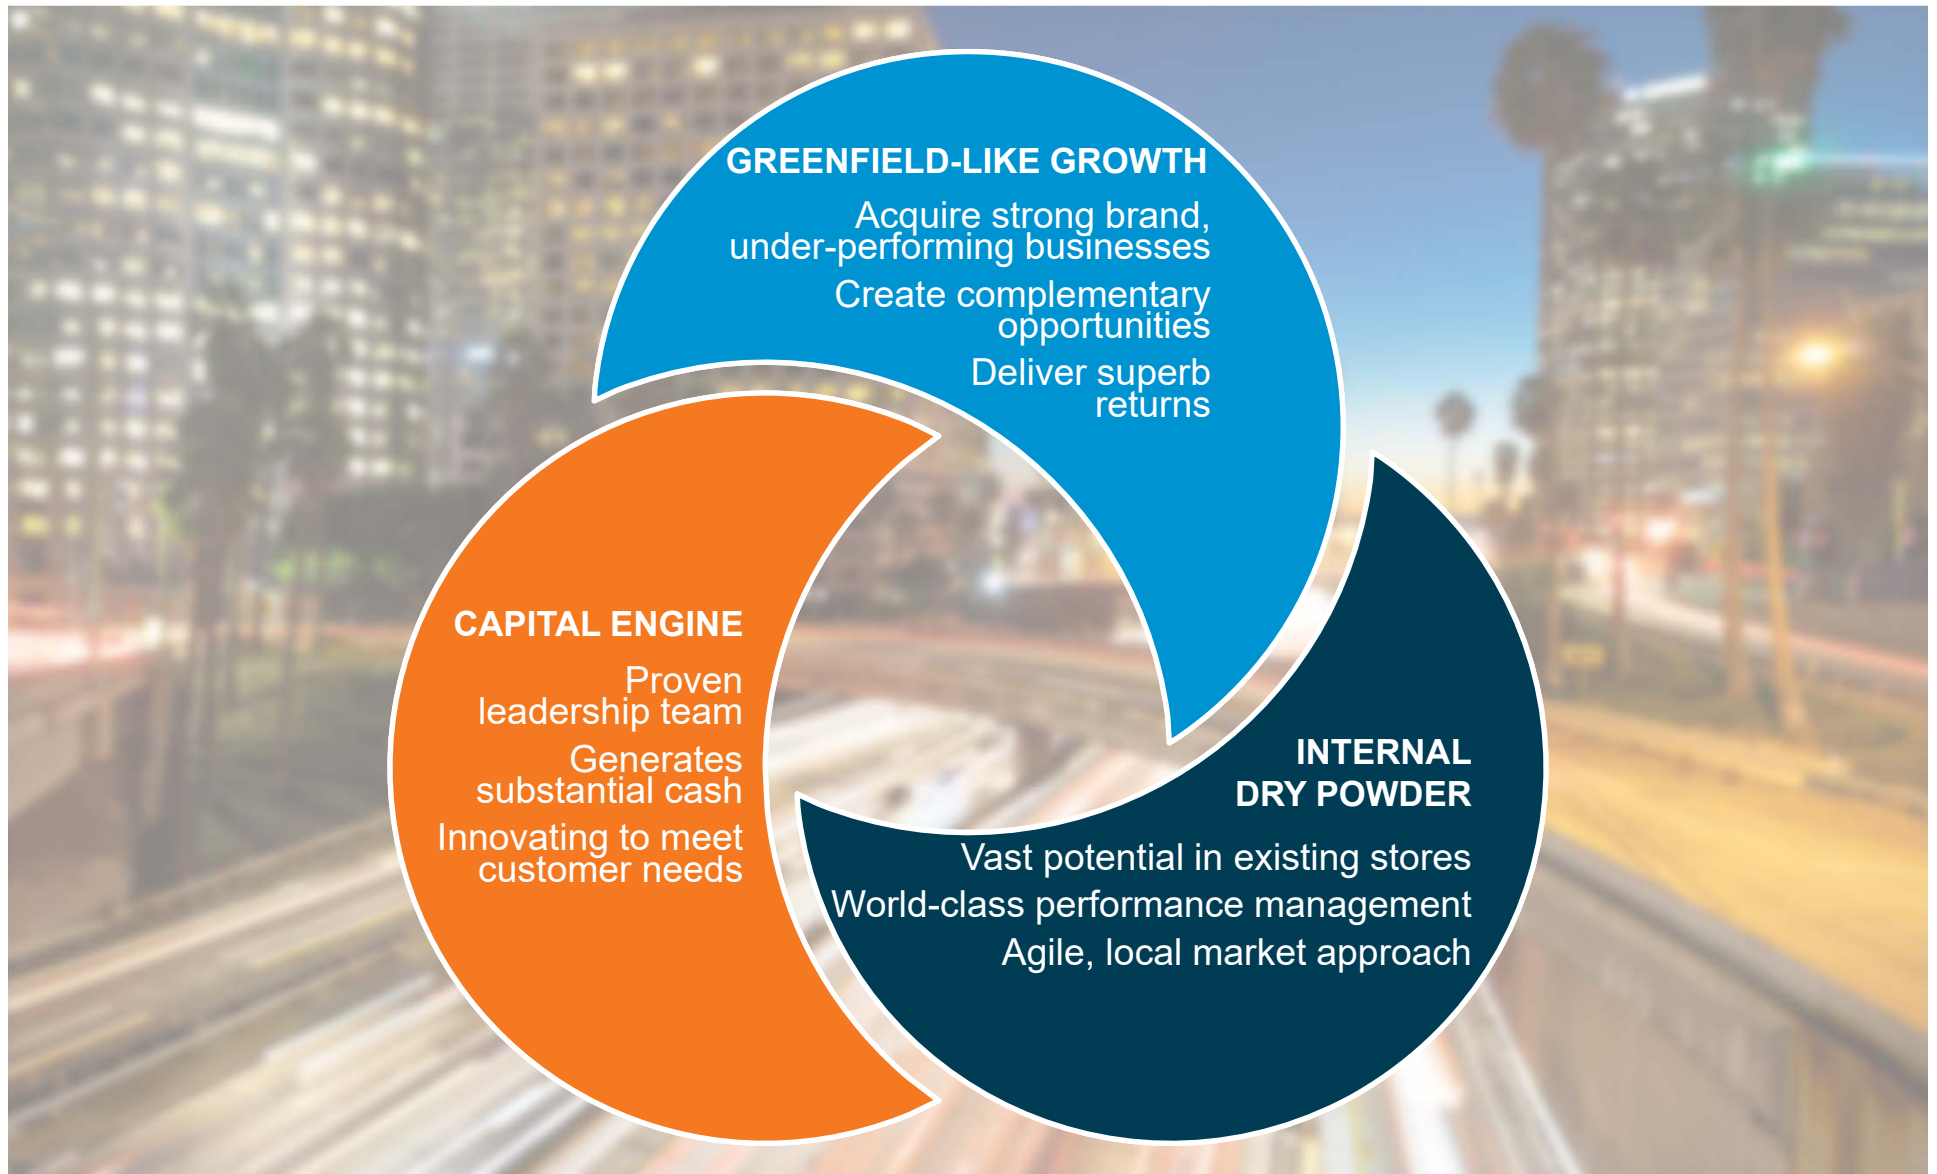 GREENFIELD-LIKE GROWTH
Acquire strong brand,
under-performing businesses
Create complementary
opportunities
Deliver superb
returns
CAPITAL ENGINE
Proven
leadership team
Generates
substantial cash
Innovating to meet
customer needs
INTERNAL
DRY POWDER
Vast potential in existing stores
World-class performance management
Agile, local market approach